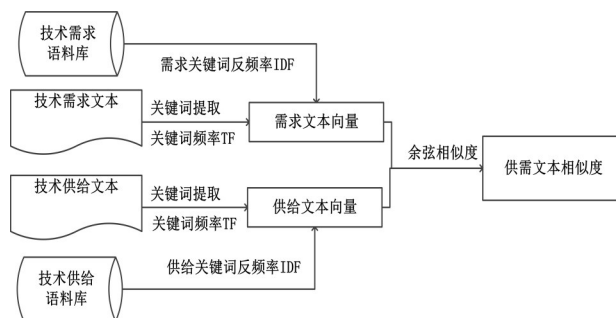 技术需求
语料库
需求关键词反频率IDF
技术需求文本
关键词提取
关键词频率TF
需求文本向量
余弦相似度
供需文本相似度
技术供给文本
关键词提取
关键词频率TF
供给文本向量
供给关键词反频率IDF
技术供给
语料库